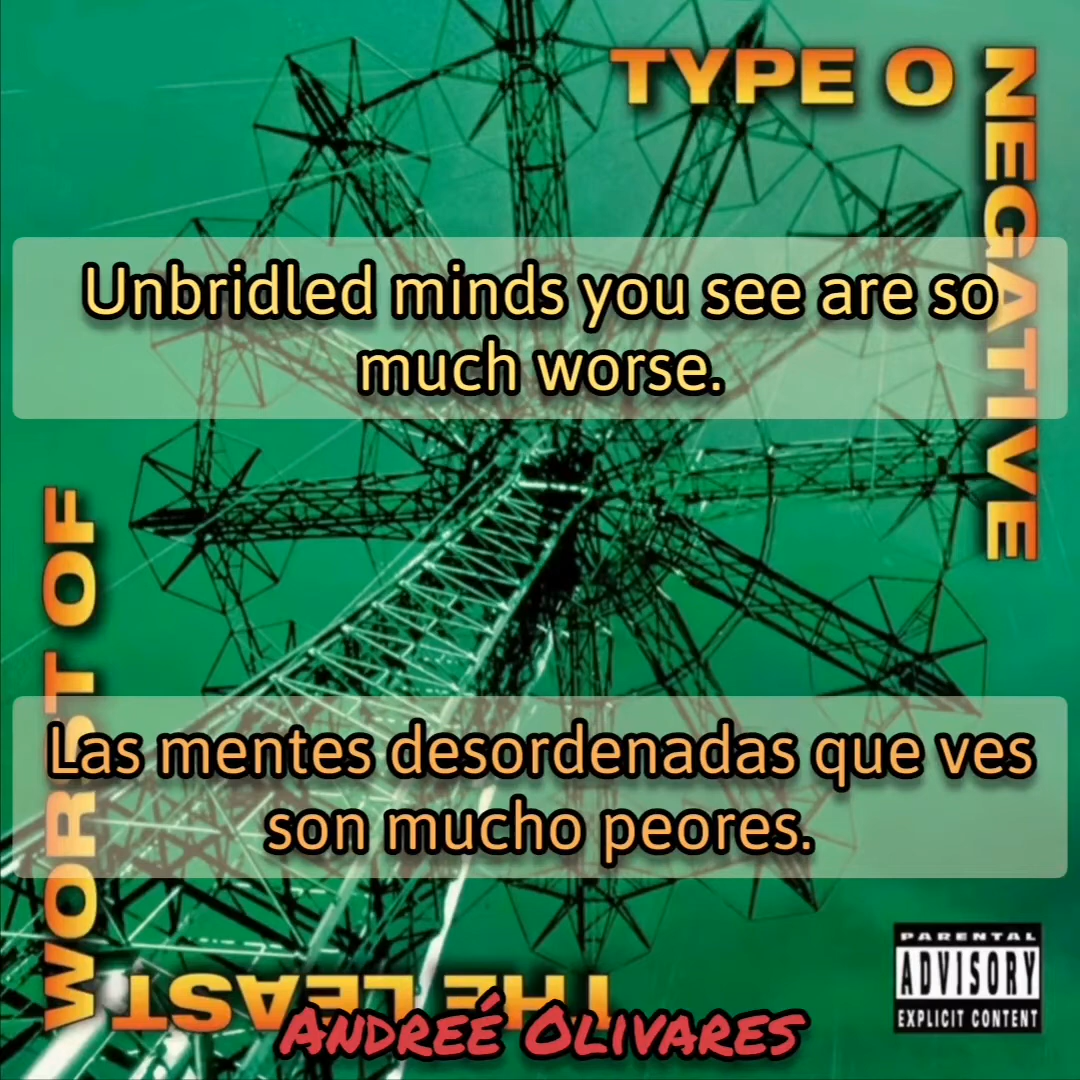 TYPE O
NEGATIVE
Unbridled minds you see are so
much worse.
WORST OF
Las mentes desordenadas que ves
son mucho peores.
THE LEAST
ANDREÉ OLIVARES
PARENTAL
ADVISORY
EXPLICIT CONTENT